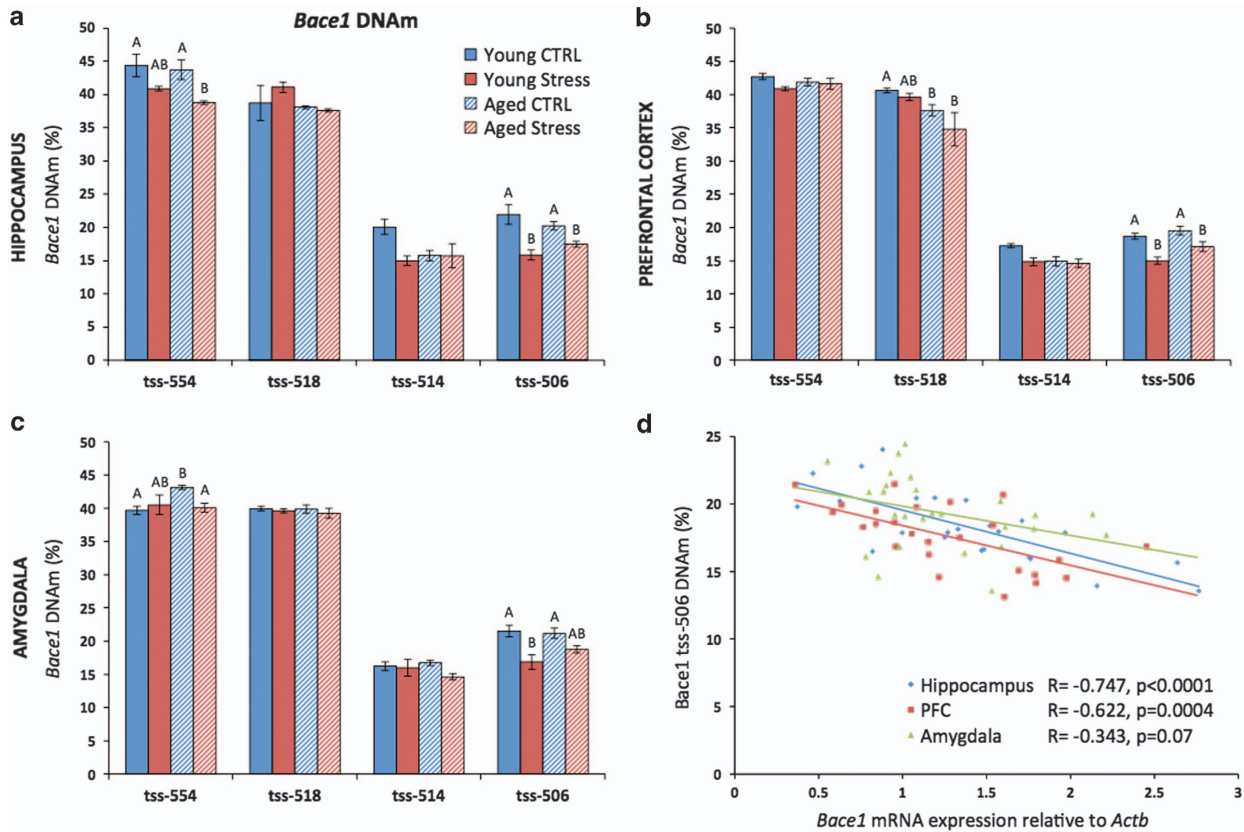 a
Bace1 DNAm
HIPPOCAMPUS
Bace1 DNAm (%)
50
45
40
35
30
25
20
15
10
5
0
A
AB
A
B
A
B
A
B
Young CTRL
Young Stress
Aged CTRL
Aged Stress
tss-554 tss-518 tss-514 tss-506
b
PREFRONTAL CORTEX
Bace1 DNAm (%)
50
45
40
35
30
25
20
15
10
5
0
A
AB
B
B
A
B
A
B
tss-554 tss-518 tss-514 tss-506
c
AMYGDALA
Bace1 DNAm (%)
50
45
40
35
30
25
20
15
10
5
0
A
AB
B
A
A
B
A
AB
tss-554 tss-518 tss-514 tss-506
d
Bace1 tss-506 DNAm (%)
25
20
15
10
5
0
Hippocampus R= -0.747, p<0.0001
PFC R= -0.622, p=0.0004
Amygdala R= -0.343, p=0.07
0 0.5 1 1.5 2 2.5 3
Bace1 mRNA expression relative to Actb